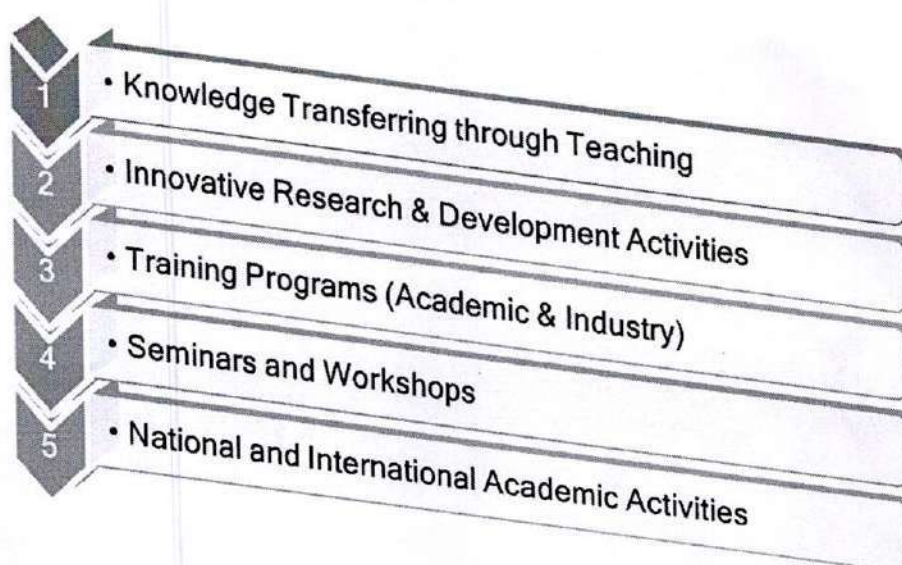 1
• Knowledge Transferring through Teaching
2
• Innovative Research & Development Activities
3
• Training Programs (Academic & Industry)
4
• Seminars and Workshops
5
• National and International Academic Activities